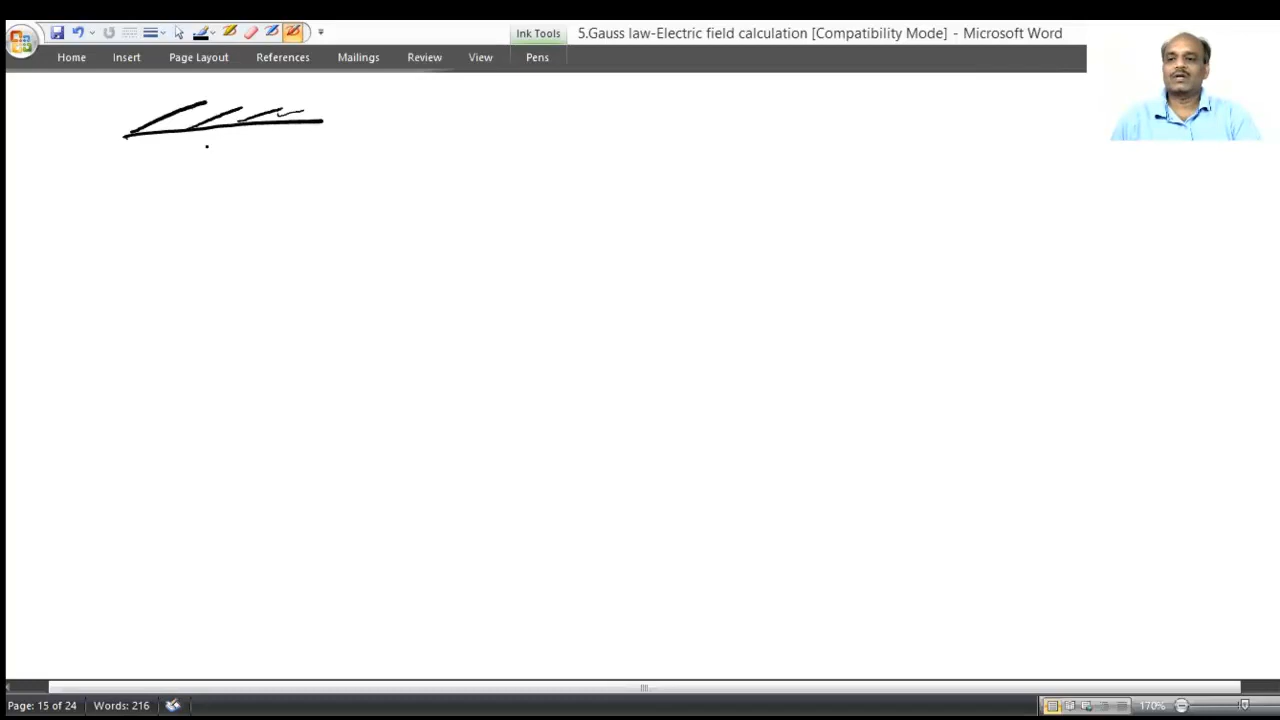 Ink Tools 5.Gauss law-Electric field calculation [Compatibility Mode] - Microsoft Word
Home Insert Page Layout References Mailings Review View Pens
Page: 15 of 24 Words: 216 170%